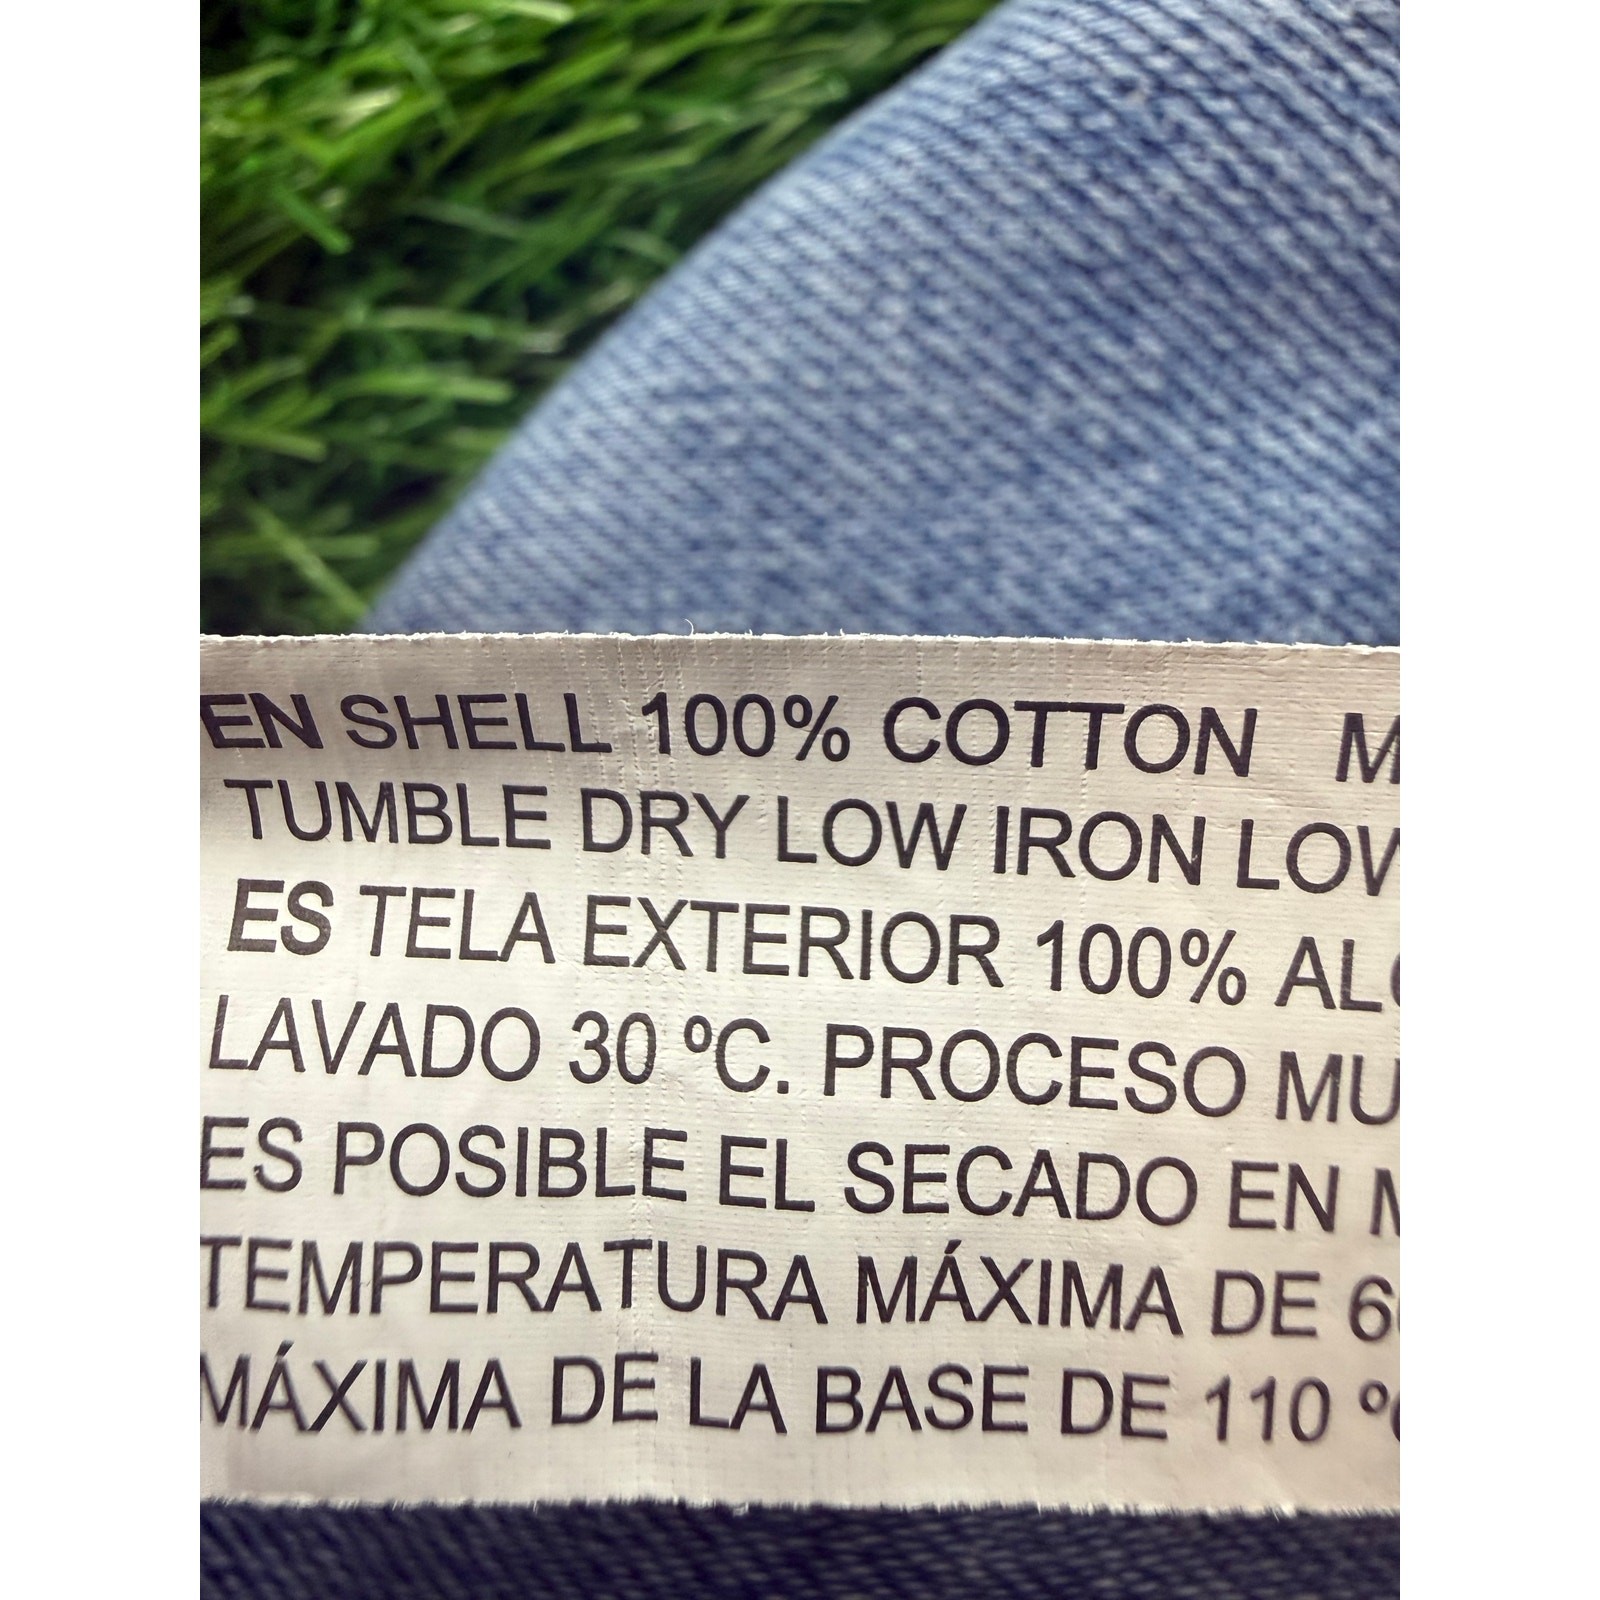 EN SHELL 100% COTTON
TUMBLE DRY LOW IRON
ES TELA EXTERIOR 100%
LAVADO 30 ºC. PROCESO
ES POSIBLE EL SECADO EN
TEMPERATURA MÁXIMA DE
MÁXIMA DE LA BASE DE 110